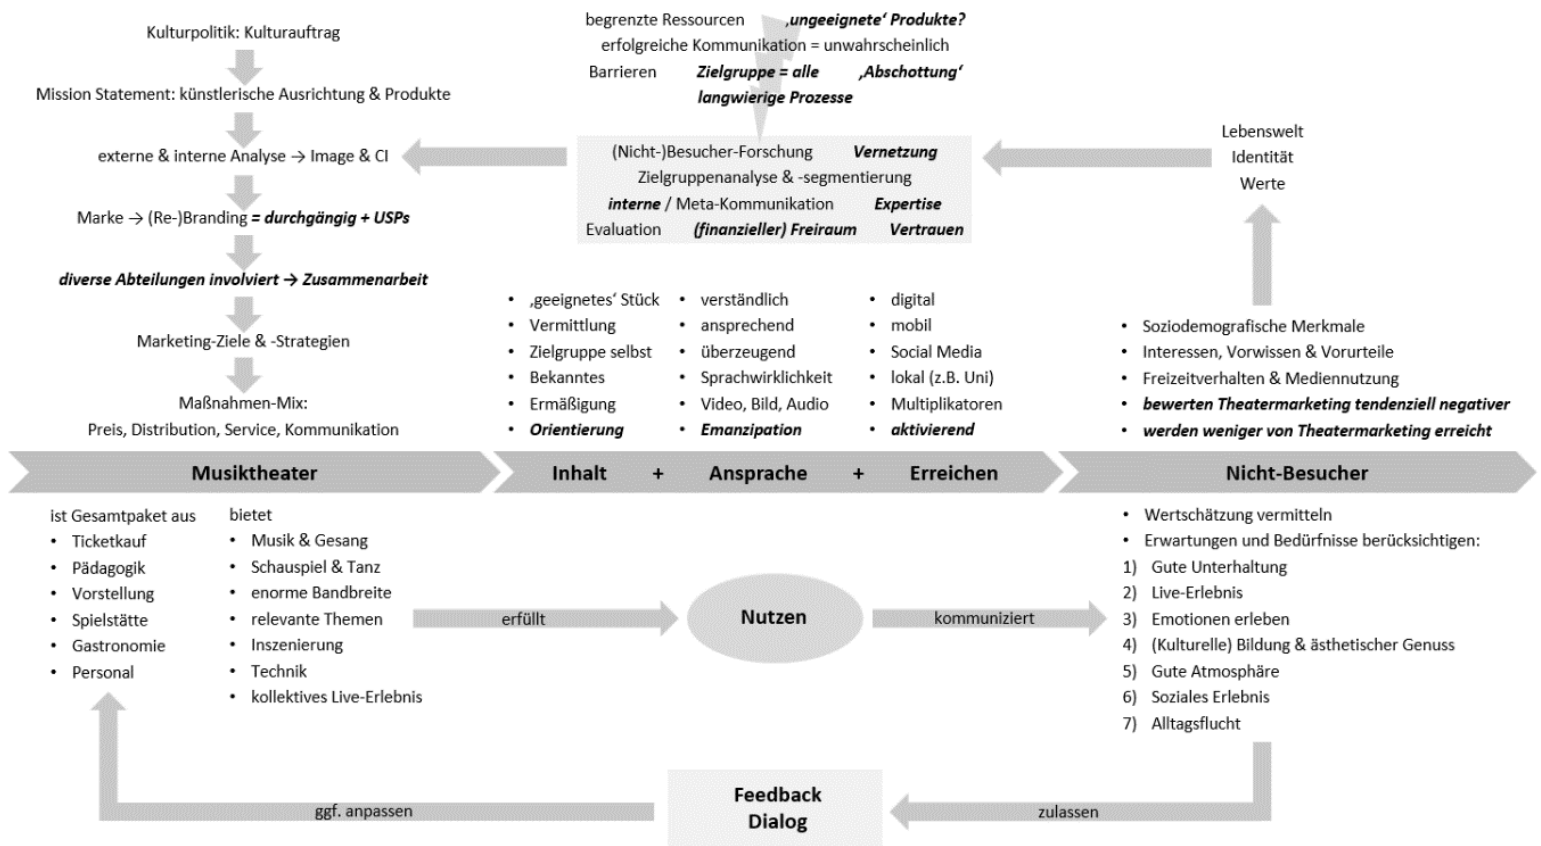 Kulturpolitik: Kulturauftrag
Mission Statement: künstlerische Ausrichtung & Produkte
externe & interne Analyse → Image & CI
Marke → (Re-)Branding = durchgängig + USPs
diverse Abteilungen involviert → Zusammenarbeit
Marketing-Ziele & -Strategien
Maßnahmen-Mix:
Preis, Distribution, Service, Kommunikation
begrenzte Ressourcen ‚ungeeignete‘ Produkte?
erfolgreiche Kommunikation = unwahrscheinlich
Barrieren Zielgruppe = alle ‚Abschottung‘
langwierige Prozesse
(Nicht-)Besucher-Forschung Vernetzung
Zielgruppenanalyse & -segmentierung
interne / Meta-Kommunikation Expertise
Evaluation (finanzieller) Freiraum Vertrauen
Lebenswelt
Identität
Werte
• ‚geeignetes‘ Stück
• Vermittlung
• Zielgruppe selbst
• Bekanntes
• Ermäßigung
• Orientierung
• verständlich
• ansprechend
• überzeugend
• Sprachwirklichkeit
• Video, Bild, Audio
• Emanzipation
• digital
• mobil
• Social Media
• lokal (z.B. Uni)
• Multiplikatoren
• aktivierend
• Soziodemografische Merkmale
• Interessen, Vorwissen & Vorurteile
• Freizeitverhalten & Mediennutzung
• bewerten Theatermarketing tendenziell negativer
• werden weniger von Theatermarketing erreicht
Musiktheater
Inhalt + Ansprache + Erreichen
Nicht-Besucher
ist Gesamtpaket aus
• Ticketkauf
• Pädagogik
• Vorstellung
• Spielstätte
• Gastronomie
• Personal
bietet
• Musik & Gesang
• Schauspiel & Tanz
• enorme Bandbreite
• relevante Themen
• Inszenierung
• Technik
• kollektives Live-Erlebnis
erfüllt
Nutzen
kommuniziert
• Wertschätzung vermitteln
• Erwartungen und Bedürfnisse berücksichtigen:
1) Gute Unterhaltung
2) Live-Erlebnis
3) Emotionen erleben
4) (Kulturelle) Bildung & ästhetischer Genuss
5) Gute Atmosphäre
6) Soziales Erlebnis
7) Alltagsflucht
ggf. anpassen
Feedback
Dialog
zulassen